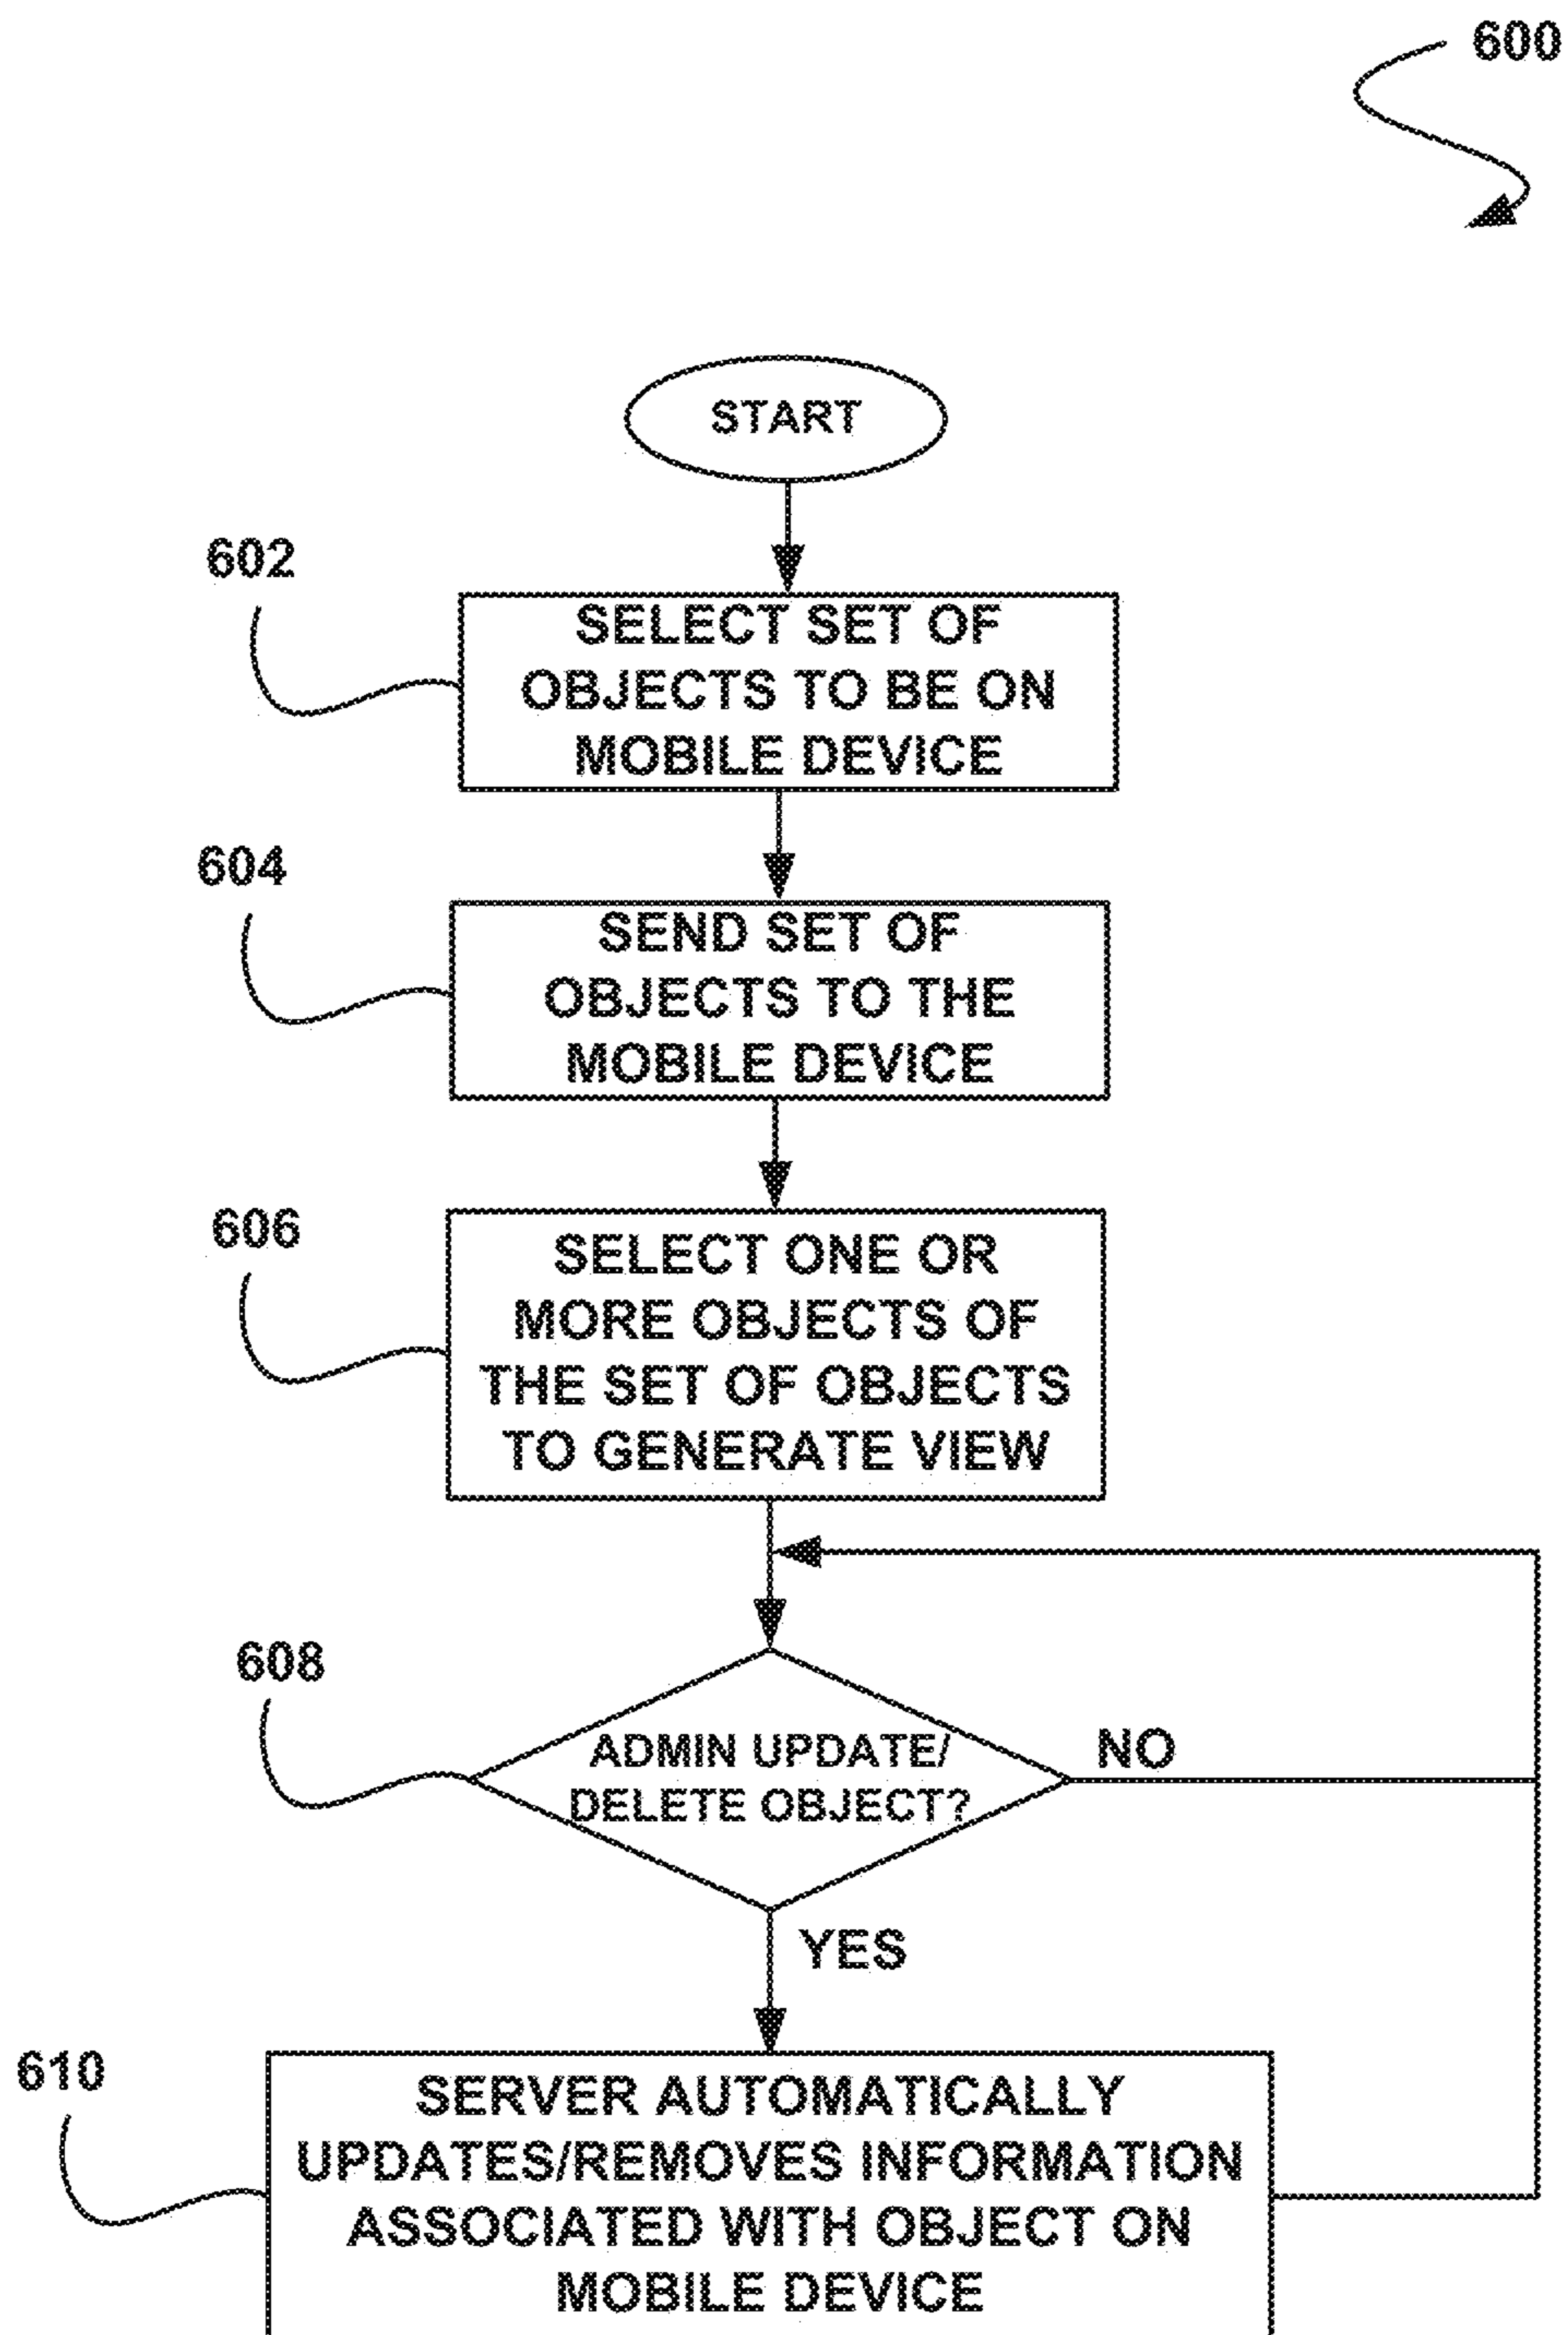 600
START
602
SELECT SET OF
OBJECTS TO BE ON
MOBILE DEVICE
604
SEND SET OF
OBJECTS TO THE
MOBILE DEVICE
606
SELECT ONE OR
MORE OBJECTS OF
THE SET OF OBJECTS
TO GENERATE VIEW
608
ADMIN UPDATE/
DELETE OBJECT?
NO
YES
610
SERVER AUTOMATICALLY
UPDATES/REMOVES INFORMATION
ASSOCIATED WITH OBJECT ON
MOBILE DEVICE